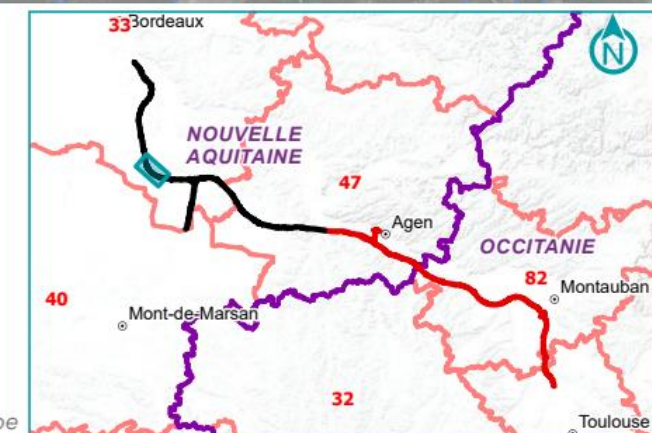 33 Bordeaux
N
NOUVELLE
AQUITAINE
47
Agen
OCCITANIE
82
Montauban
40
Mont-de-Marsan
32
Toulouse